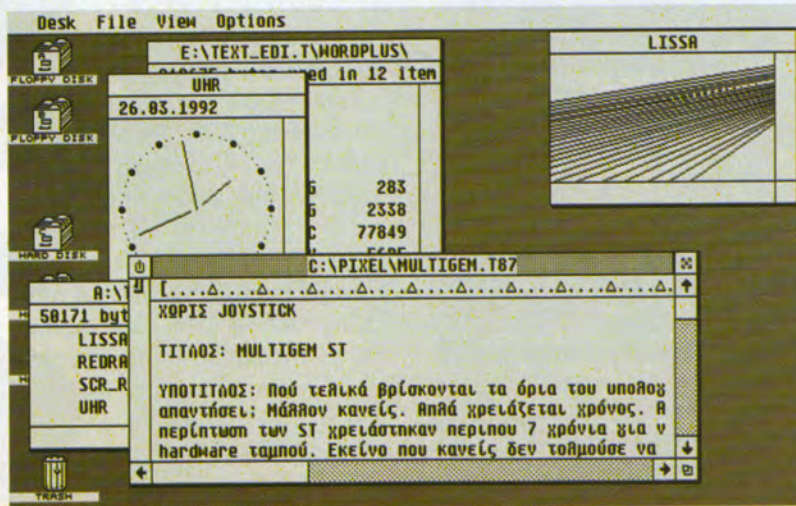 Desk File View Options
FLOPPY DISK
FLOPPY DISK
HARD DISK
TRASH
E:\TEXT_EDI.T\WORDPLUS\
bytes used in 12 item
283
2338
77849
LISSA
UHR
26.03.1992
A:\
50171 byt
LISSA
REDRA
SCR_R
UHR
C:\PIXEL\MULTIGEM.T87
[....Δ....Δ....Δ....Δ....Δ....Δ....Δ....Δ....Δ....Δ.
ΧΩΡΙΣ JOYSTICK
ΤΙΤΛΟΣ: MULTIGEM ST
ΥΠΟΤΙΤΛΟΣ: Πού τελικά βρίσκονται τα όρια του υπολογ
απαντήσει; Μάλλον κανείς. Απλά χρειάζεται χρόνος. Η
περίπτωση των ST χρειάστηκαν περιπου 7 χρόνια για ν
hardware ταμπού. Εκείνο που κανείς δεν τολμούσε να